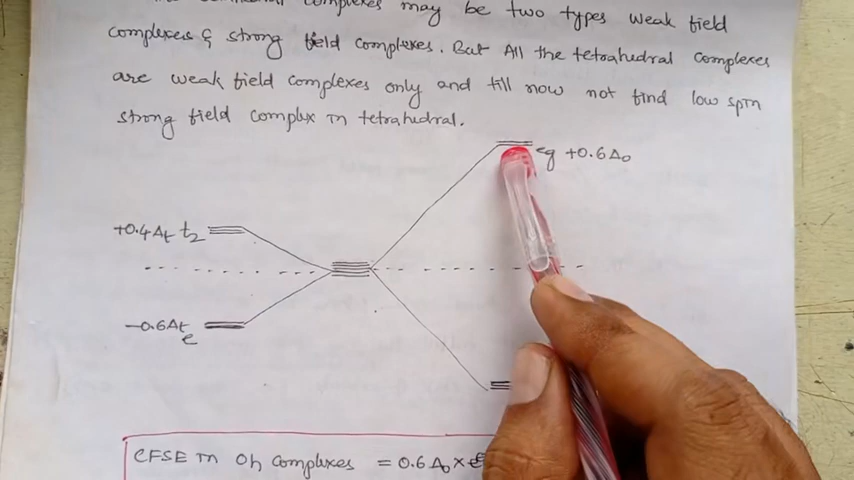 complexes may be two types weak field
complexes & strong field complexes. But All the tetrahedral complexes
are weak field complexes only and till now not find low spin
strong field complex in tetrahedral.
eg +0.6Δo
+0.4Δt t2
-0.6Δt
e
CFSE in Oh complexes = 0.6 Δo ×